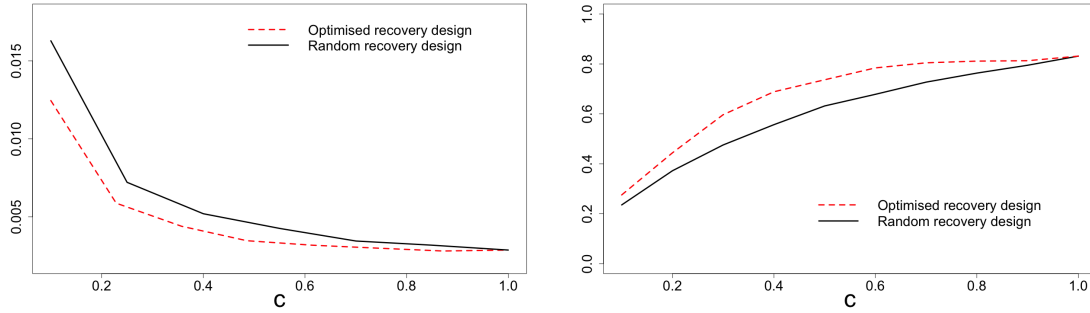 Optimised recovery design
Random recovery design
0.015
0.010
0.005
0.2 0.4 0.6 0.8 1.0
C
1.0
0.8
0.6
0.4
0.2
0.0
Optimised recovery design
Random recovery design
0.2 0.4 0.6 0.8 1.0
C